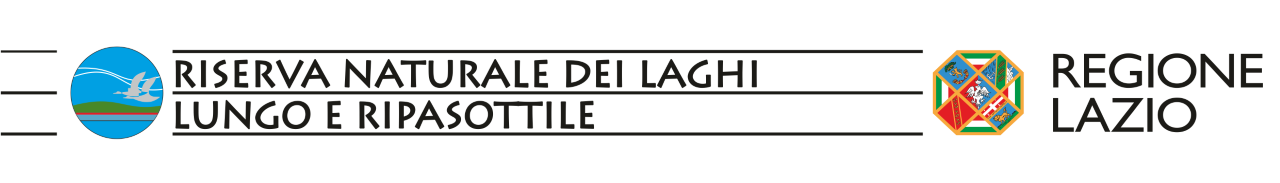 RISERVA NATURALE DEI LAGHI
LUNGO E RIPASOTTILE
REGIONE
LAZIO